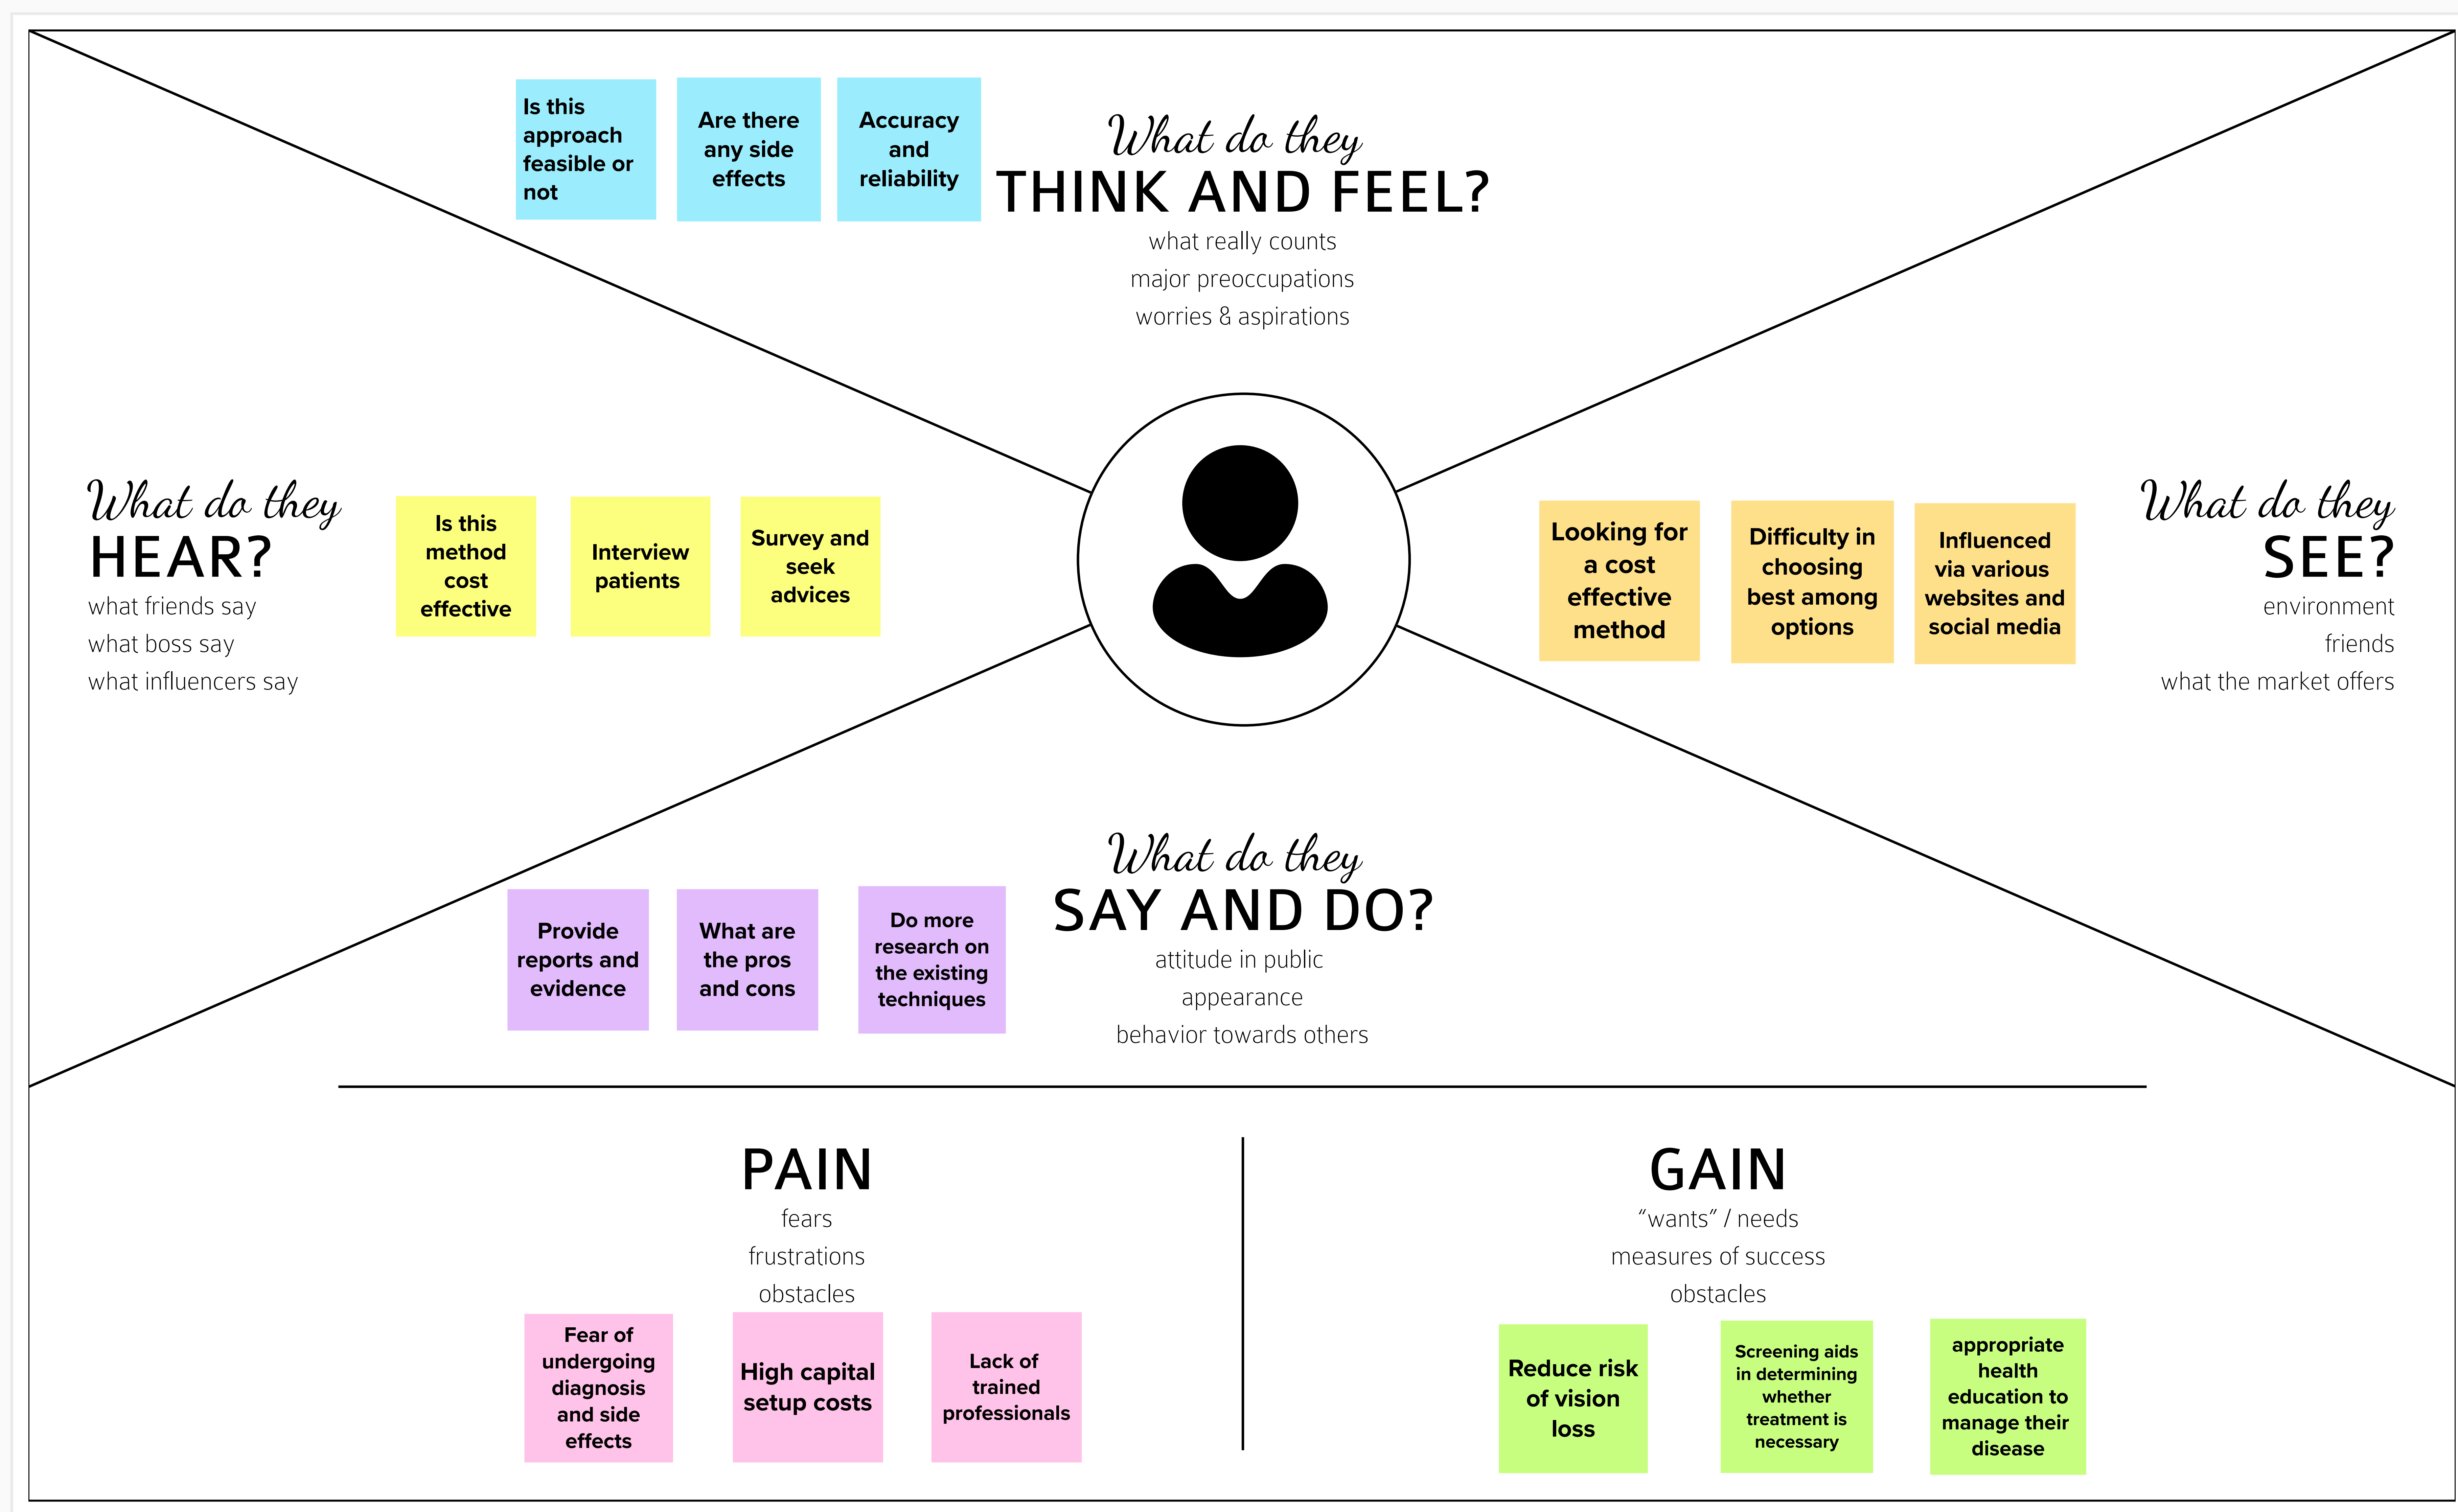 Is this
approach
feasible or
not
Are there
any side
effects
Accuracy
and
reliability
What do they
THINK AND FEEL?
what really counts
major preoccupations
worries & aspirations
What do they
HEAR?
what friends say
what boss say
what influencers say
Is this
method
cost
effective
Interview
patients
Survey and
seek
advices
Looking for
a cost
effective
method
Difficulty in
choosing
best among
options
Influenced
via various
websites and
social media
What do they
SEE?
environment
friends
what the market offers
Provide
reports and
evidence
What are
the pros
and cons
Do more
research on
the existing
techniques
What do they
SAY AND DO?
attitude in public
appearance
behavior towards others
PAIN
fears
frustrations
obstacles
Fear of
undergoing
diagnosis
and side
effects
High capital
setup costs
Lack of
trained
professionals
GAIN
“wants” / needs
measures of success
obstacles
Reduce risk
of vision
loss
Screening aids
in determining
whether
treatment is
necessary
appropriate
health
education to
manage their
disease